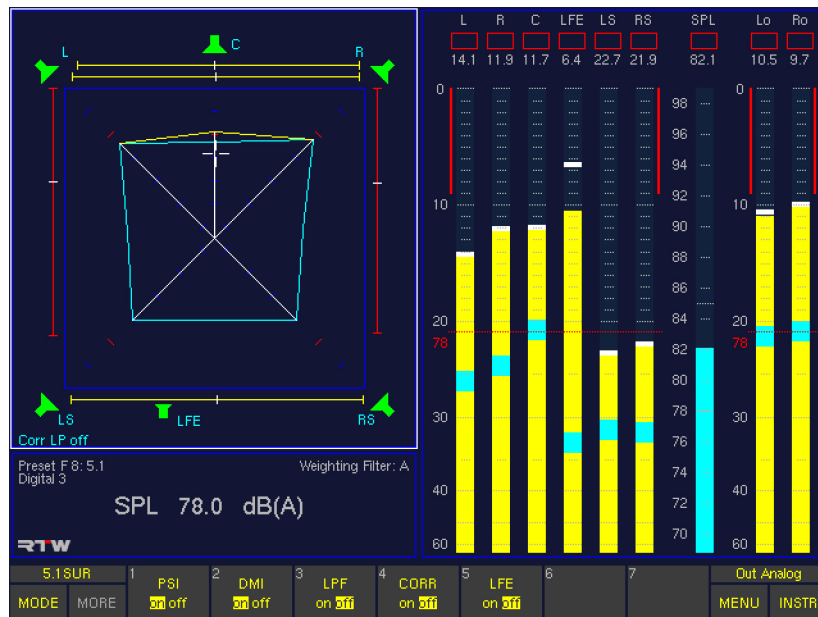 L R C LFE LS RS SPL Lo Ro
14.1 11.9 11.7 6.4 22.7 21.9 82.1 10.5 9.7
L C R
LS LFE RS
Corr LP off
0 10 20 78 30 40 60
98 96 94 92 90 88 86 84 82 80 78 76 74 72 70
0 10 20 78 30 40 60
Preset F 8: 5.1 Weighting Filter: A
Digital 3
SPL 78.0 dB(A)
RTW
5.1SUR 1 PSI 2 DMI 3 LPF 4 CORR 5 LFE 6 7 Out Analog
MODE MORE on off on off on off on off on off MENU INSTR